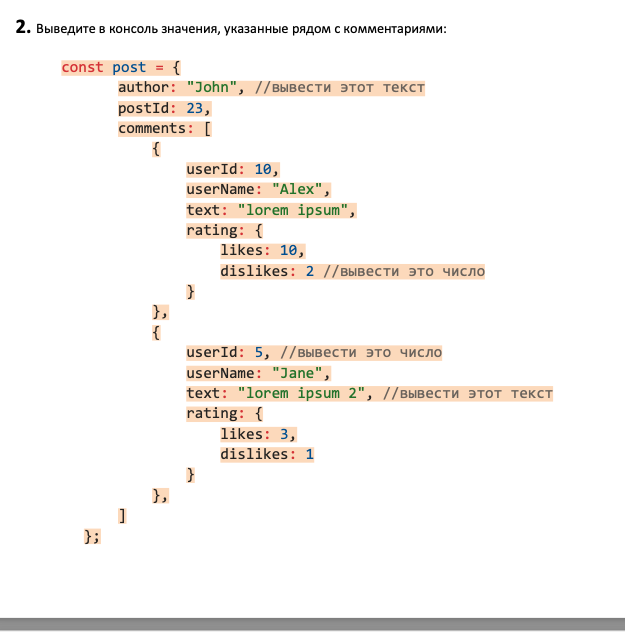 2. Выведите в консоль значения, указанные рядом с комментариями:
const post = {
author: "John", //вывести этот текст
postId: 23,
comments: [
{
userId: 10,
userName: "Alex",
text: "lorem ipsum",
rating: {
likes: 10,
dislikes: 2 //вывести это число
}
},
{
userId: 5, //вывести это число
userName: "Jane",
text: "lorem ipsum 2", //вывести этот текст
rating: {
likes: 3,
dislikes: 1
}
},
]
};